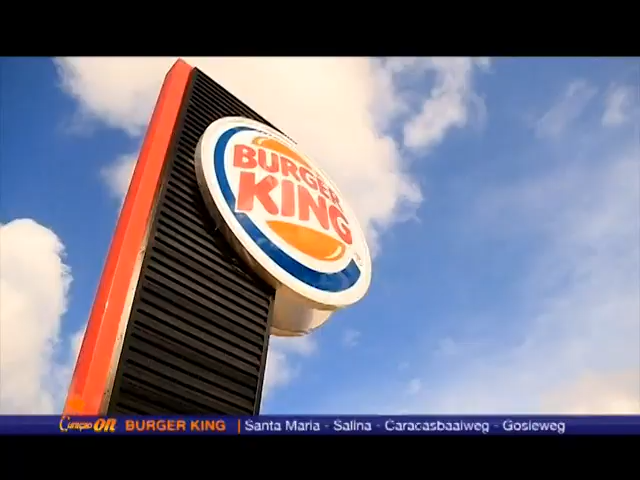 BURGER
KING
Curaçao ON BURGER KING | Santa Maria - Salina - Caracasbaaiweg - Gosieweg